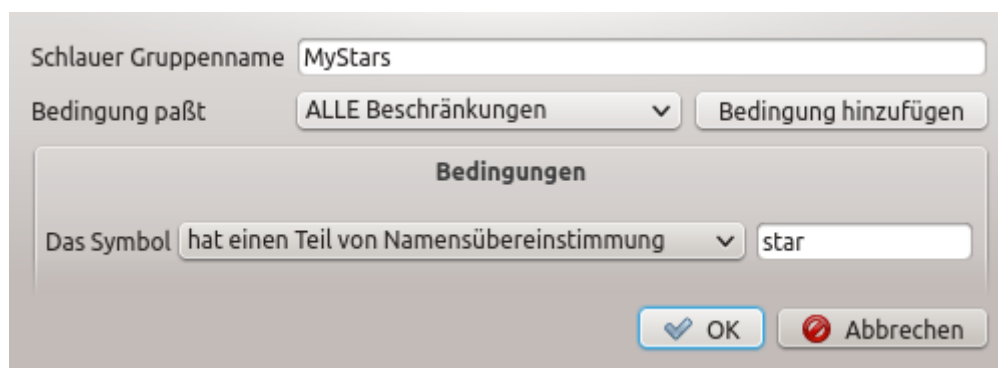 Schlauer Gruppenname MyStars
Bedingung paßt ALLE Beschränkungen Bedingung hinzufügen
Bedingungen
Das Symbol hat einen Teil von Namensübereinstimmung star
OK Abbrechen